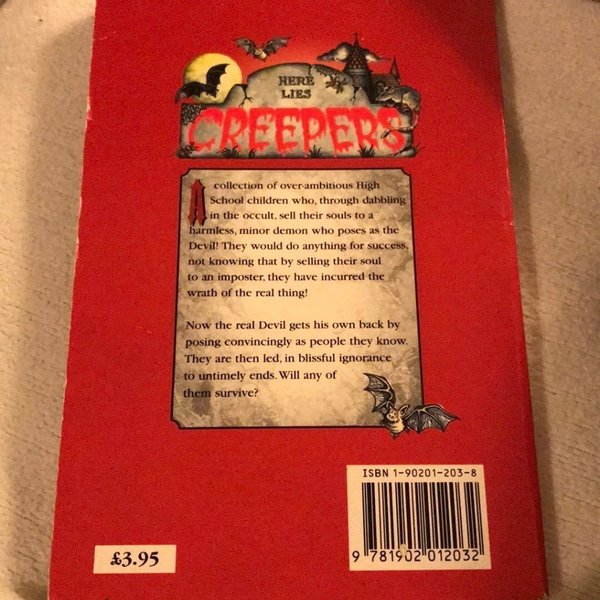 HERE
LIES
CREEPERS
A collection of over-ambitious High
School children who, through dabbling
in the occult, sell their souls to a
harmless, minor demon who poses as the
Devil! They would do anything for success,
not knowing that by selling their soul
to an imposter, they have incurred the
wrath of the real thing!
Now the real Devil gets his own back by
posing convincingly as people they know.
They are then led, in blissful ignorance
to untimely ends. Will any of
them survive?
ISBN 1-90201-203-8
9 781902 012032
£3.95